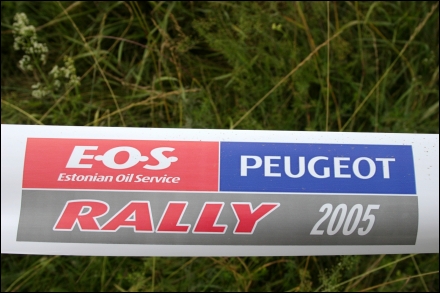 E-O-S PEUGEOT
Estonian Oil Service
RALLY 2005